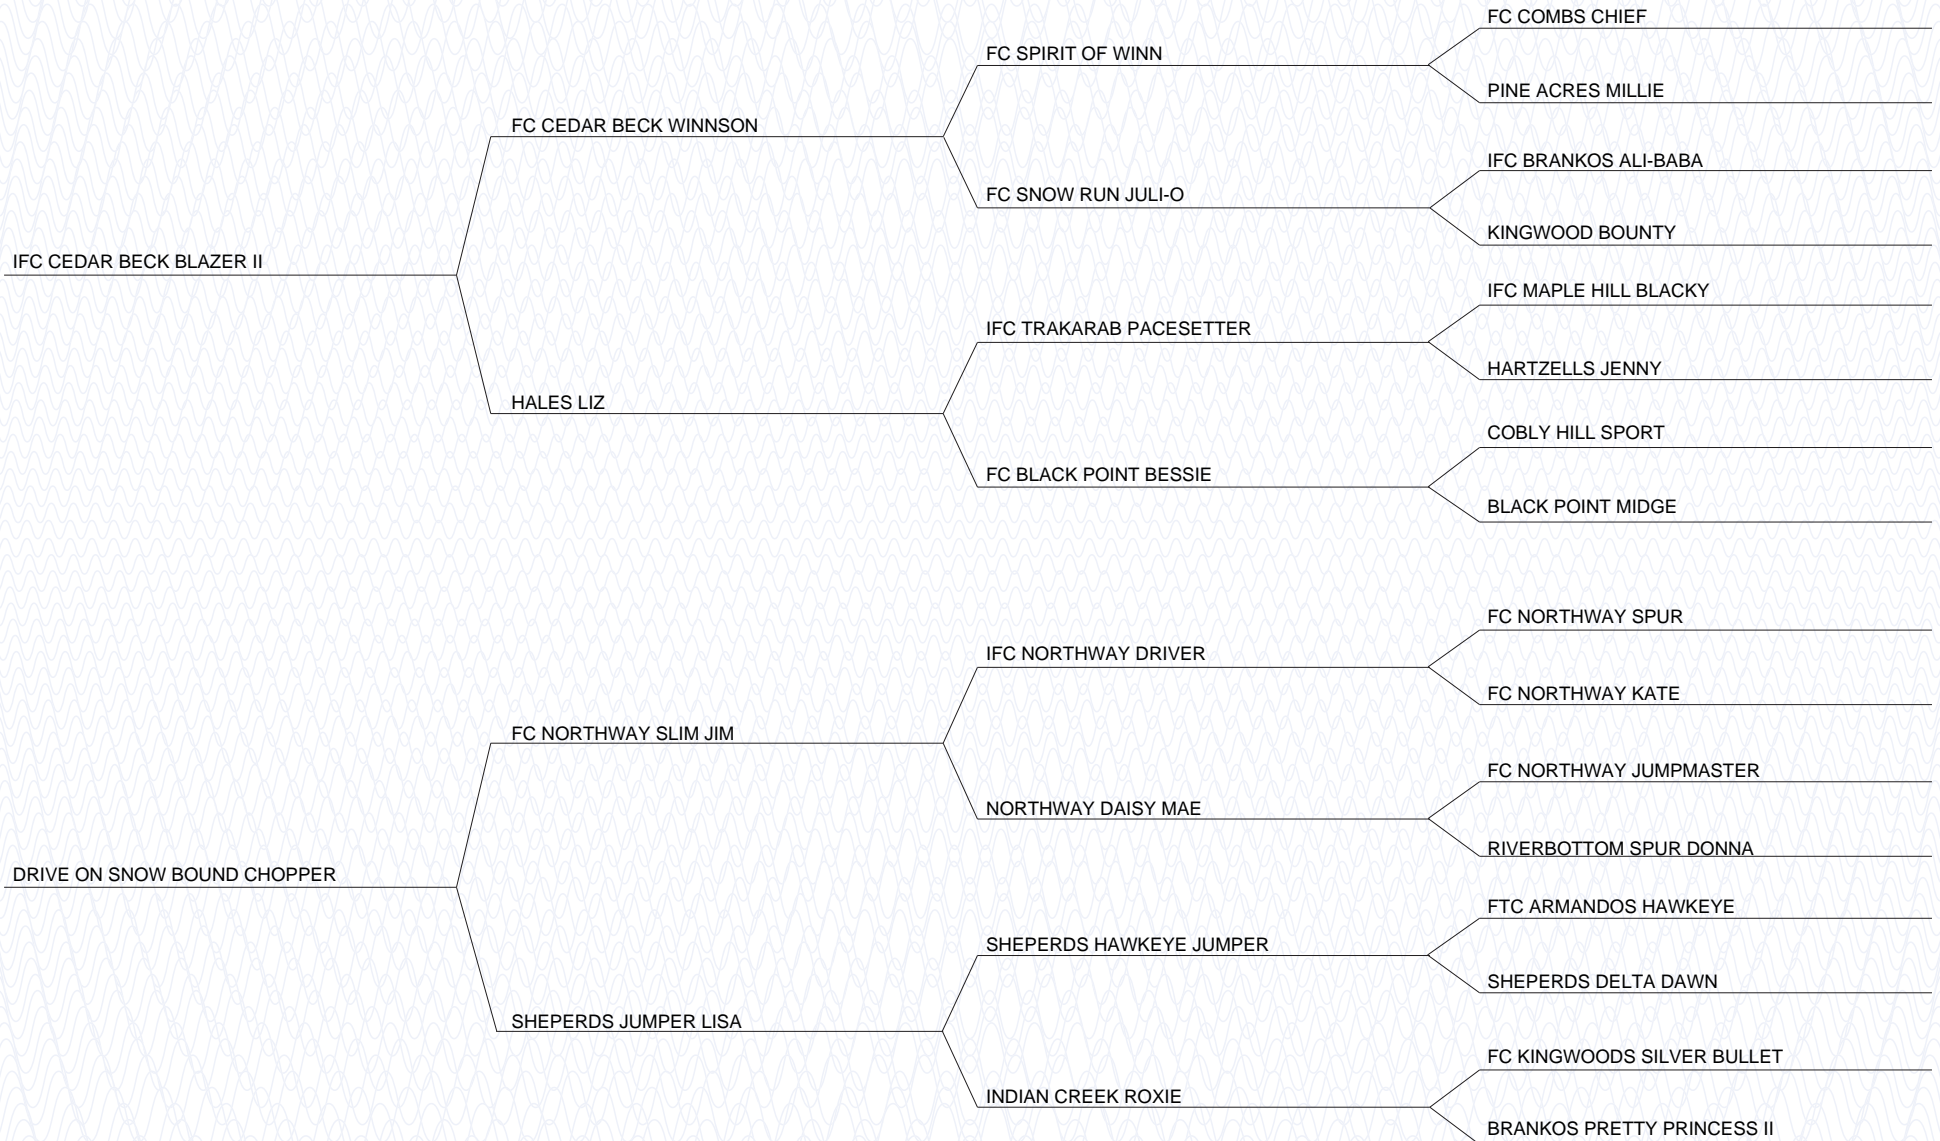 FC COMBS CHIEF
FC SPIRIT OF WINN
PINE ACRES MILLIE
FC CEDAR BECK WINNSON
IFC BRANKOS ALI-BABA
FC SNOW RUN JULI-O
KINGWOOD BOUNTY
IFC CEDAR BECK BLAZER II
IFC MAPLE HILL BLACKY
IFC TRAKARAB PACESETTER
HARTZELLS JENNY
HALES LIZ
COBLY HILL SPORT
FC BLACK POINT BESSIE
BLACK POINT MIDGE
FC NORTHWAY SPUR
IFC NORTHWAY DRIVER
FC NORTHWAY KATE
FC NORTHWAY SLIM JIM
FC NORTHWAY JUMPMASTER
NORTHWAY DAISY MAE
RIVERBOTTOM SPUR DONNA
DRIVE ON SNOW BOUND CHOPPER
FTC ARMANDOS HAWKEYE
SHEPERDS HAWKEYE JUMPER
SHEPERDS DELTA DAWN
SHEPERDS JUMPER LISA
FC KINGWOODS SILVER BULLET
INDIAN CREEK ROXIE
BRANKOS PRETTY PRINCESS II